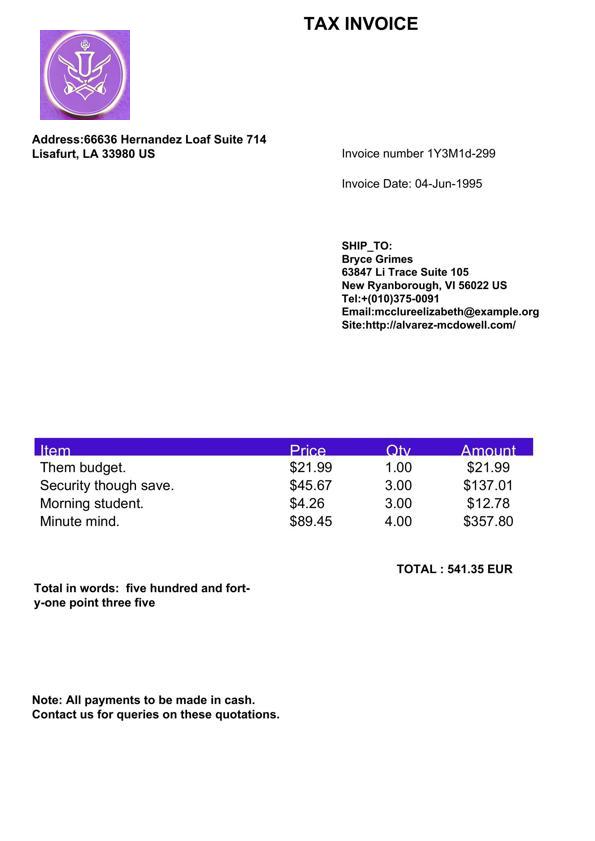 TAX INVOICE
Address:66636 Hernandez Loaf Suite 714
Lisafurt, LA 33980 US
Invoice number 1Y3M1d-299
Invoice Date: 04-Jun-1995
SHIP_TO:
Bryce Grimes
63847 Li Trace Suite 105
New Ryanborough, VI 56022 US
Tel:+(010)375-0091
Email:mcclureelizabeth@example.org
Site:http://alvarez-mcdowell.com/
Item Price Qty Amount
Them budget. $21.99 1.00 $21.99
Security though save. $45.67 3.00 $137.01
Morning student. $4.26 3.00 $12.78
Minute mind. $89.45 4.00 $357.80
TOTAL : 541.35 EUR
Total in words:  five hundred and fort-
y-one point three five
Note: All payments to be made in cash.
Contact us for queries on these quotations.